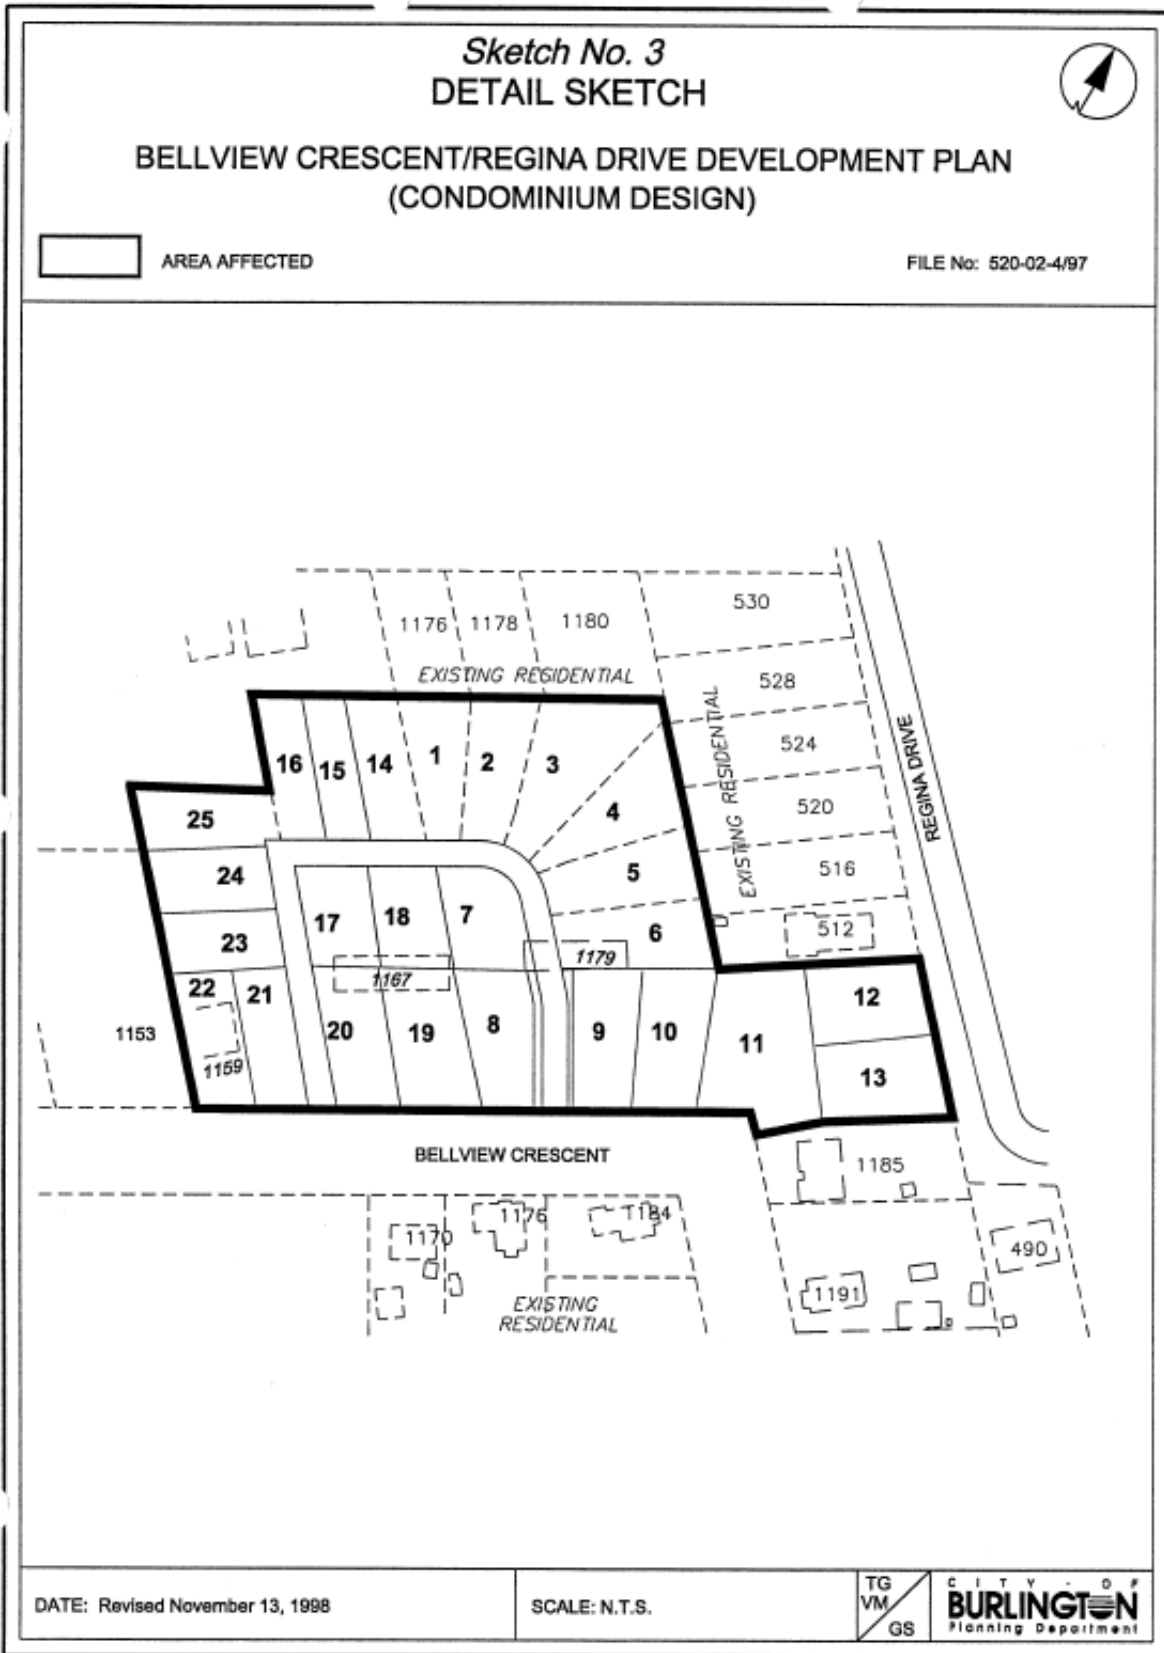 Sketch No. 3
DETAIL SKETCH
BELLVIEW CRESCENT/REGINA DRIVE DEVELOPMENT PLAN
(CONDOMINIUM DESIGN)
AREA AFFECTED
FILE No: 520-02-4/97
530
1176 1178 1180
EXISTING RESIDENTIAL
528
EXISTING RESIDENTIAL
524
REGINA DRIVE
520
516
512
16 15 14 1 2 3
4
25
24
5
23
17 18 7
6
1179
1167
22 21
12
1153
1159
20 19 8 9 10 11
13
BELLVIEW CRESCENT
1185
1170 1176 1184
490
1191
EXISTING
RESIDENTIAL
DATE: Revised November 13, 1998
SCALE: N.T.S.
TG
VM
GS
CITY - OF
BURLINGTON
Planning Department